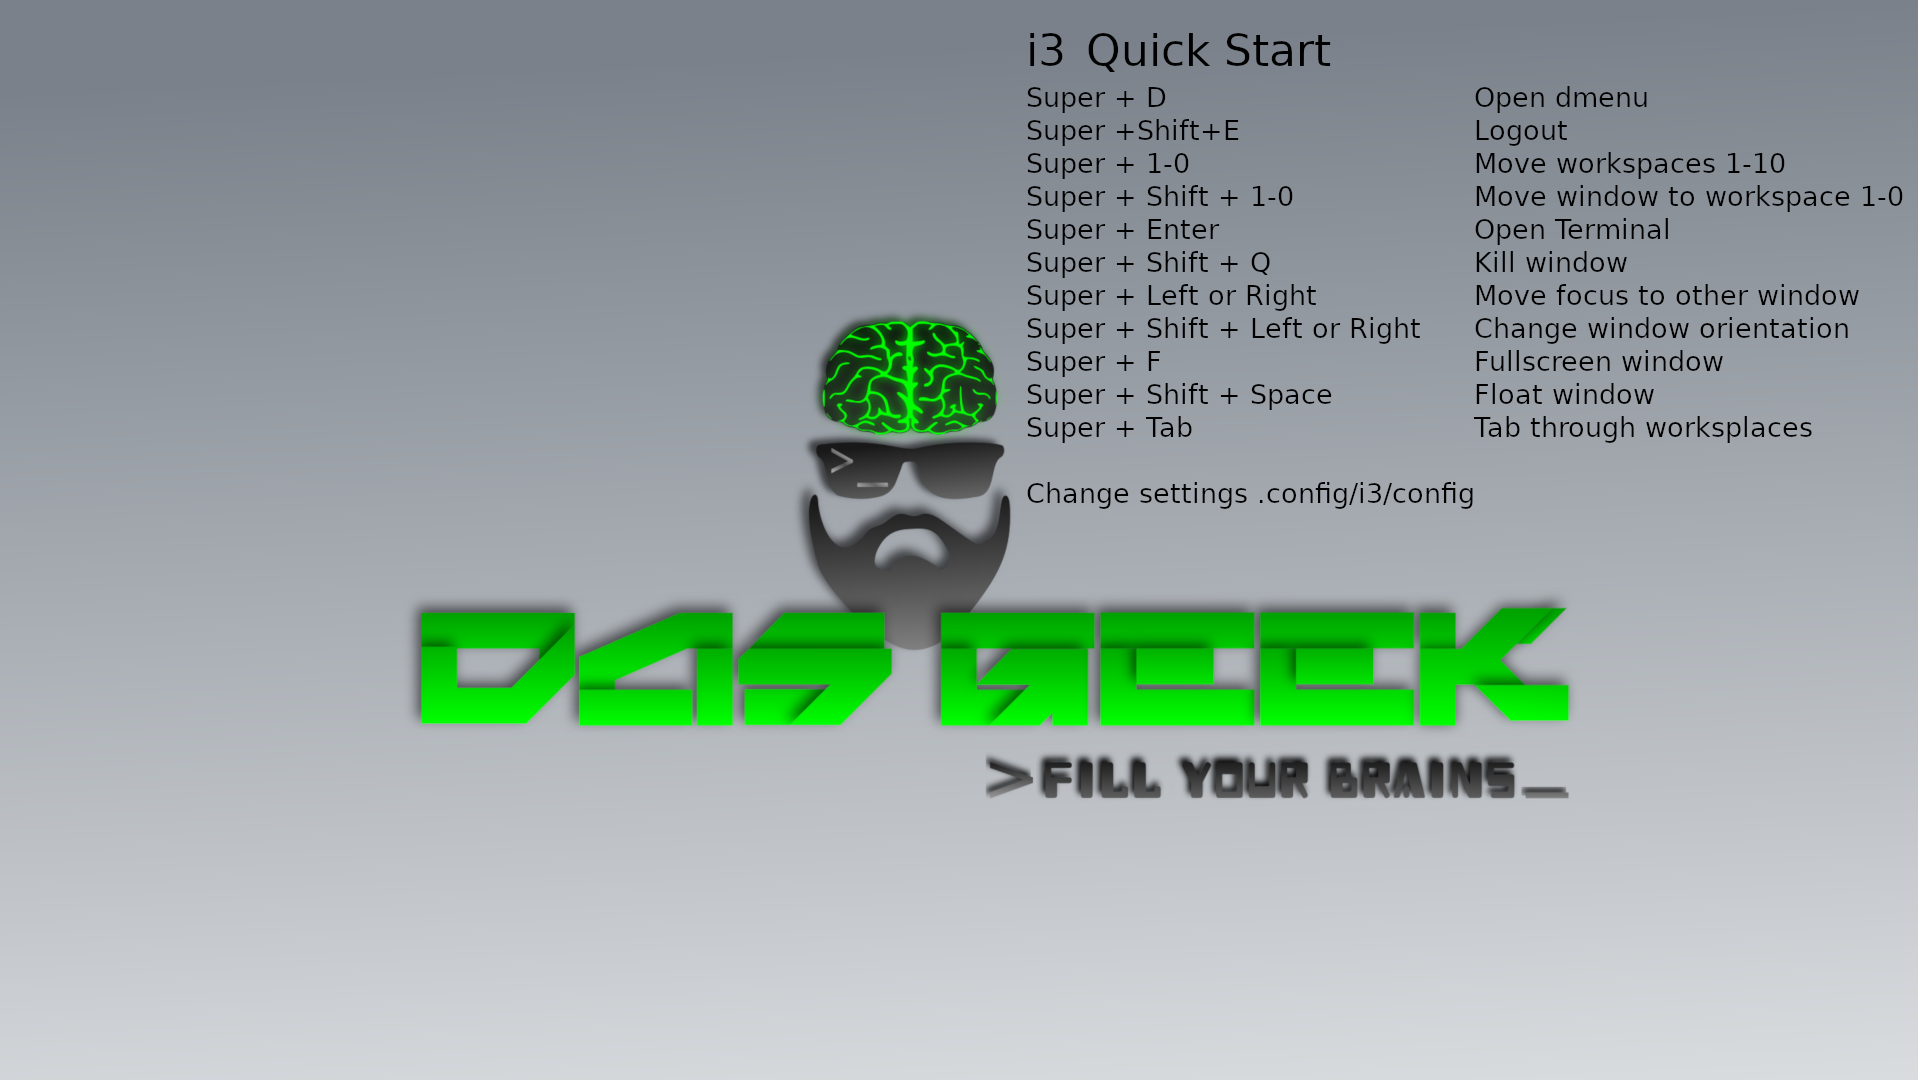 i3 Quick Start
Super + D Open dmenu
Super +Shift+E Logout
Super + 1-0 Move workspaces 1-10
Super + Shift + 1-0 Move window to workspace 1-0
Super + Enter Open Terminal
Super + Shift + Q Kill window
Super + Left or Right Move focus to other window
Super + Shift + Left or Right Change window orientation
Super + F Fullscreen window
Super + Shift + Space Float window
Super + Tab Tab through worksplaces
>_
Change settings .config/i3/config
DAS GEEK
>FILL YOUR BRAINS_